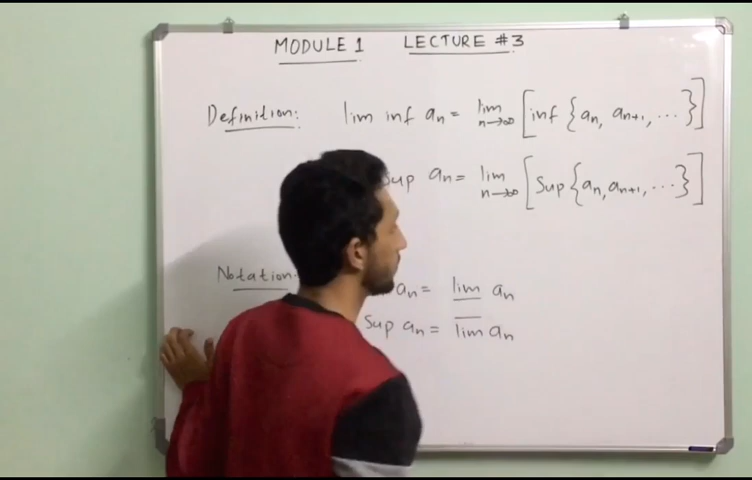 MODULE 1 LECTURE #3
Definition: lim inf an = lim n→∞ [inf {an, an+1, ...}]
sup an = lim n→∞ [Sup {an, an+1, ...}]
Notation: an = lim an
Sup an = lim an